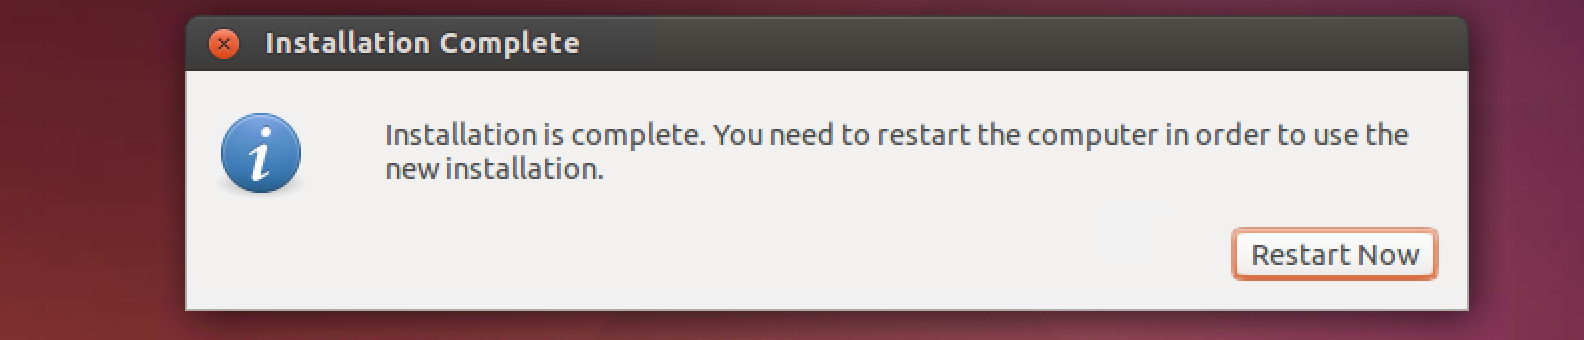 Installation Complete
Installation is complete. You need to restart the computer in order to use the
new installation.
Restart Now